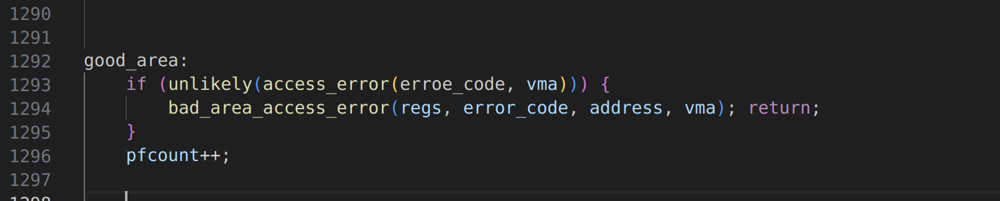 1290
1291
1292 good_area:
1293 if (unlikely(access_error(erroe_code, vma))) {
1294 bad_area_access_error(regs, error_code, address, vma); return;
1295 }
1296 pfcount++;
1297
1298